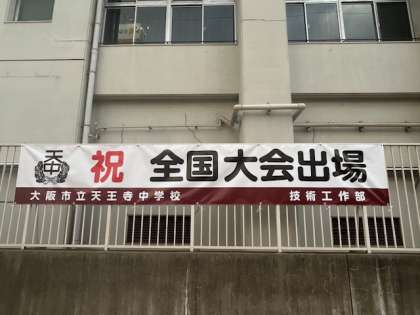 天中
祝 全国大会出場
大阪市立天王寺中学校 技術工作部